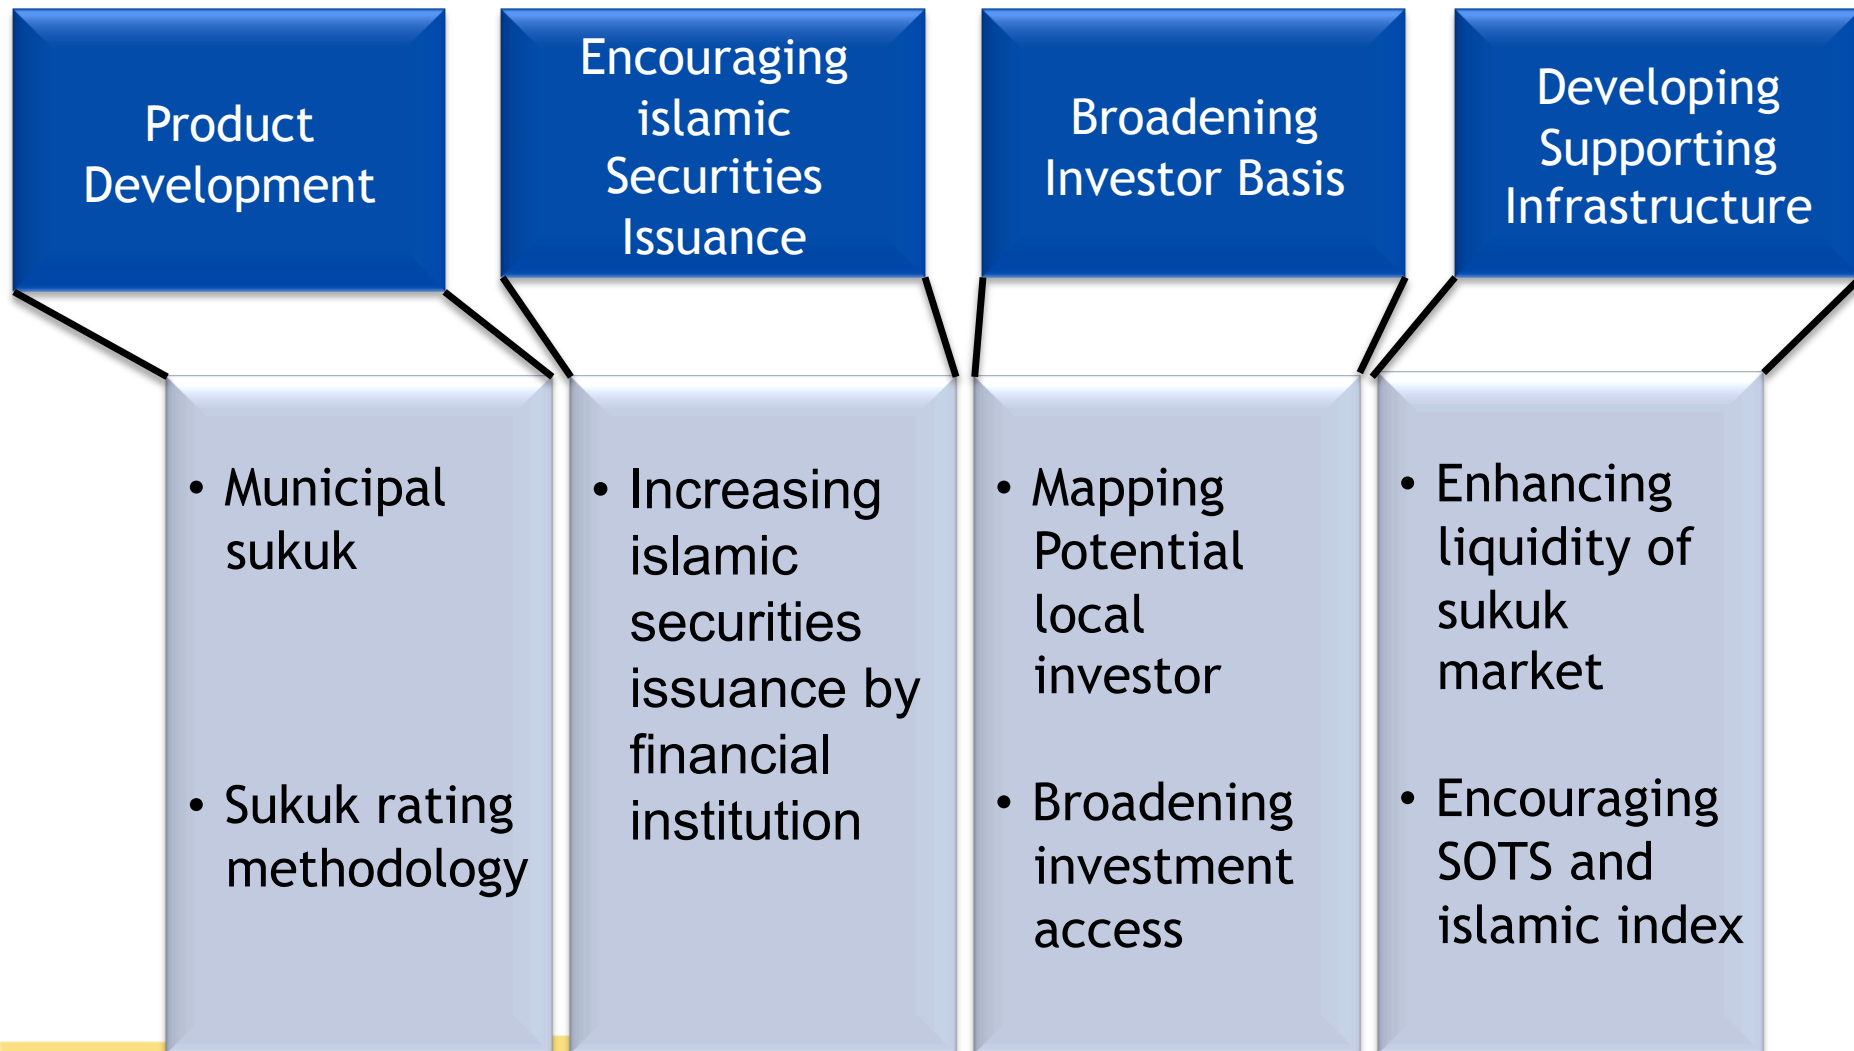 Product
Development
Encouraging
islamic
Securities
Issuance
Broadening
Investor Basis
Developing
Supporting
Infrastructure
• Municipal
sukuk
• Sukuk rating
methodology
• Increasing
islamic
securities
issuance by
financial
institution
• Mapping
Potential
local
investor
• Broadening
investment
access
• Enhancing
liquidity of
sukuk
market
• Encouraging
SOTS and
islamic index